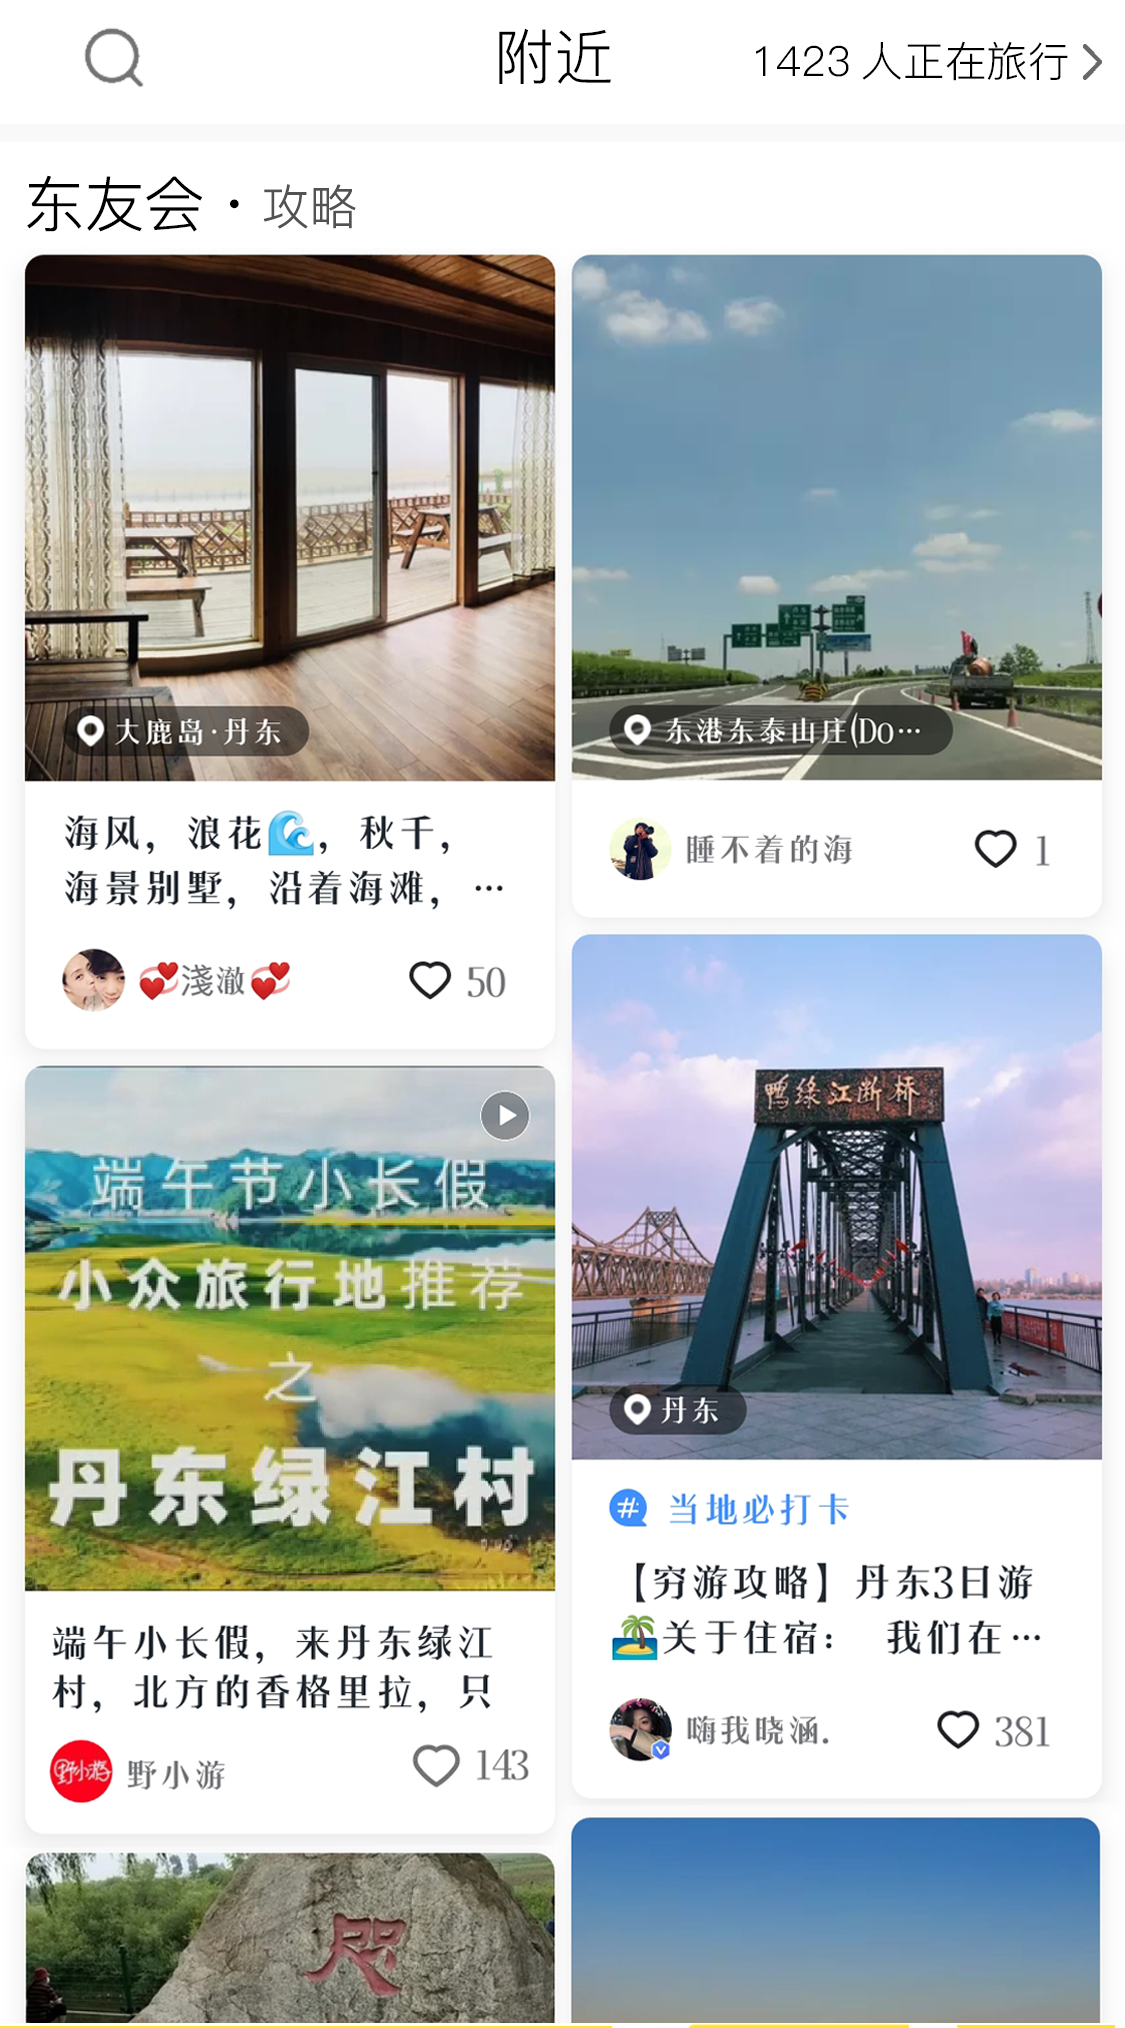 附近
1423 人正在旅行
东友会 · 攻略
大鹿岛·丹东
海风，浪花🌊，秋千，
海景别墅，沿着海滩，…
💞淺澈💞
50
端午节小长假
小众旅行地推荐
之
丹东绿江村
端午小长假，来丹东绿江
村，北方的香格里拉，只
野小游
野小游
143
东港东泰山庄(Do…
睡不着的海
1
鸭绿江断桥
丹东
# 当地必打卡
【穷游攻略】丹东3日游
🏝关于住宿： 我们在…
嗨我晓涵.
381